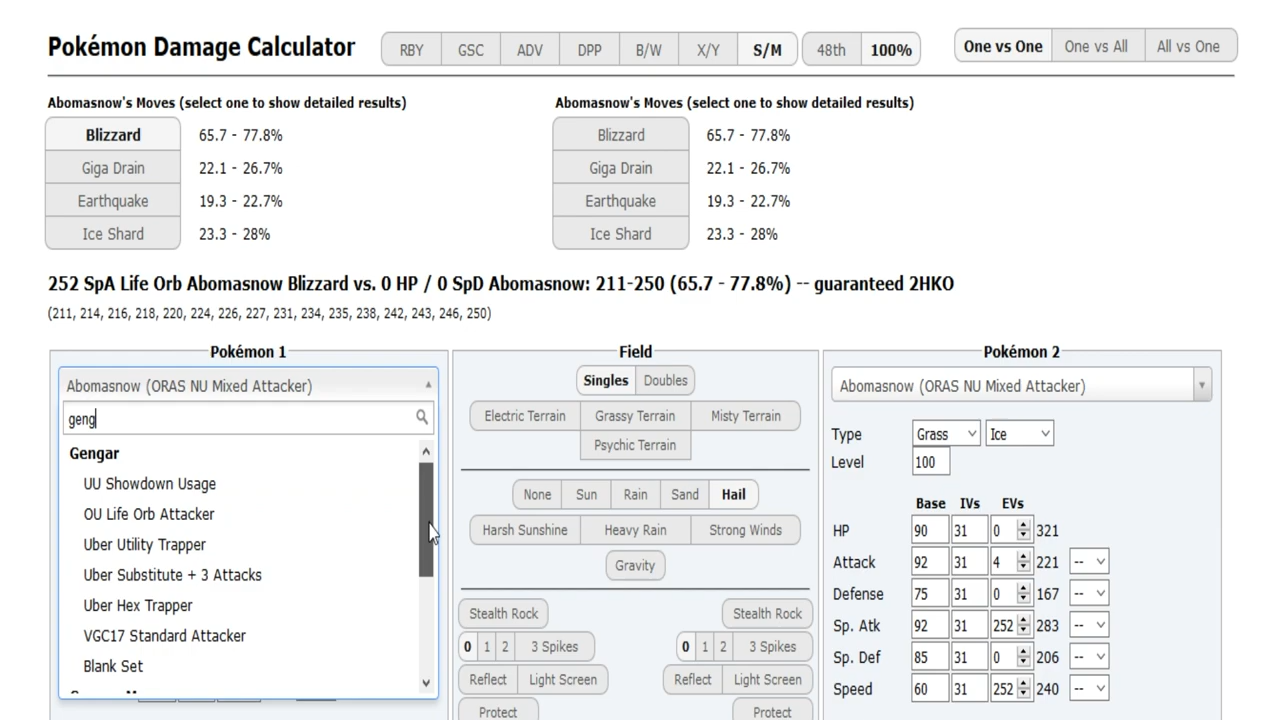 Pokémon Damage Calculator
RBY GSC ADV DPP B/W X/Y S/M 48th 100% One vs One One vs All All vs One
Abomasnow's Moves (select one to show detailed results)
Blizzard 65.7 - 77.8%
Giga Drain 22.1 - 26.7%
Earthquake 19.3 - 22.7%
Ice Shard 23.3 - 28%
Abomasnow's Moves (select one to show detailed results)
Blizzard 65.7 - 77.8%
Giga Drain 22.1 - 26.7%
Earthquake 19.3 - 22.7%
Ice Shard 23.3 - 28%
252 SpA Life Orb Abomasnow Blizzard vs. 0 HP / 0 SpD Abomasnow: 211-250 (65.7 - 77.8%) -- guaranteed 2HKO
(211, 214, 216, 218, 220, 224, 226, 227, 231, 234, 235, 238, 242, 243, 246, 250)
Pokémon 1
Abomasnow (ORAS NU Mixed Attacker)
geng
Gengar
UU Showdown Usage
OU Life Orb Attacker
Uber Utility Trapper
Uber Substitute + 3 Attacks
Uber Hex Trapper
VGC17 Standard Attacker
Blank Set
Field
Singles Doubles
Electric Terrain Grassy Terrain Misty Terrain
Psychic Terrain
None Sun Rain Sand Hail
Harsh Sunshine Heavy Rain Strong Winds
Gravity
Stealth Rock Stealth Rock
0 1 2 3 Spikes 0 1 2 3 Spikes
Reflect Light Screen Reflect Light Screen
Protect Protect
Pokémon 2
Abomasnow (ORAS NU Mixed Attacker)
Type Grass Ice
Level 100
Base IVs EVs
HP 90 31 0 321
Attack 92 31 4 221 --
Defense 75 31 0 167 --
Sp. Atk 92 31 252 283 --
Sp. Def 85 31 0 206 --
Speed 60 31 252 240 --